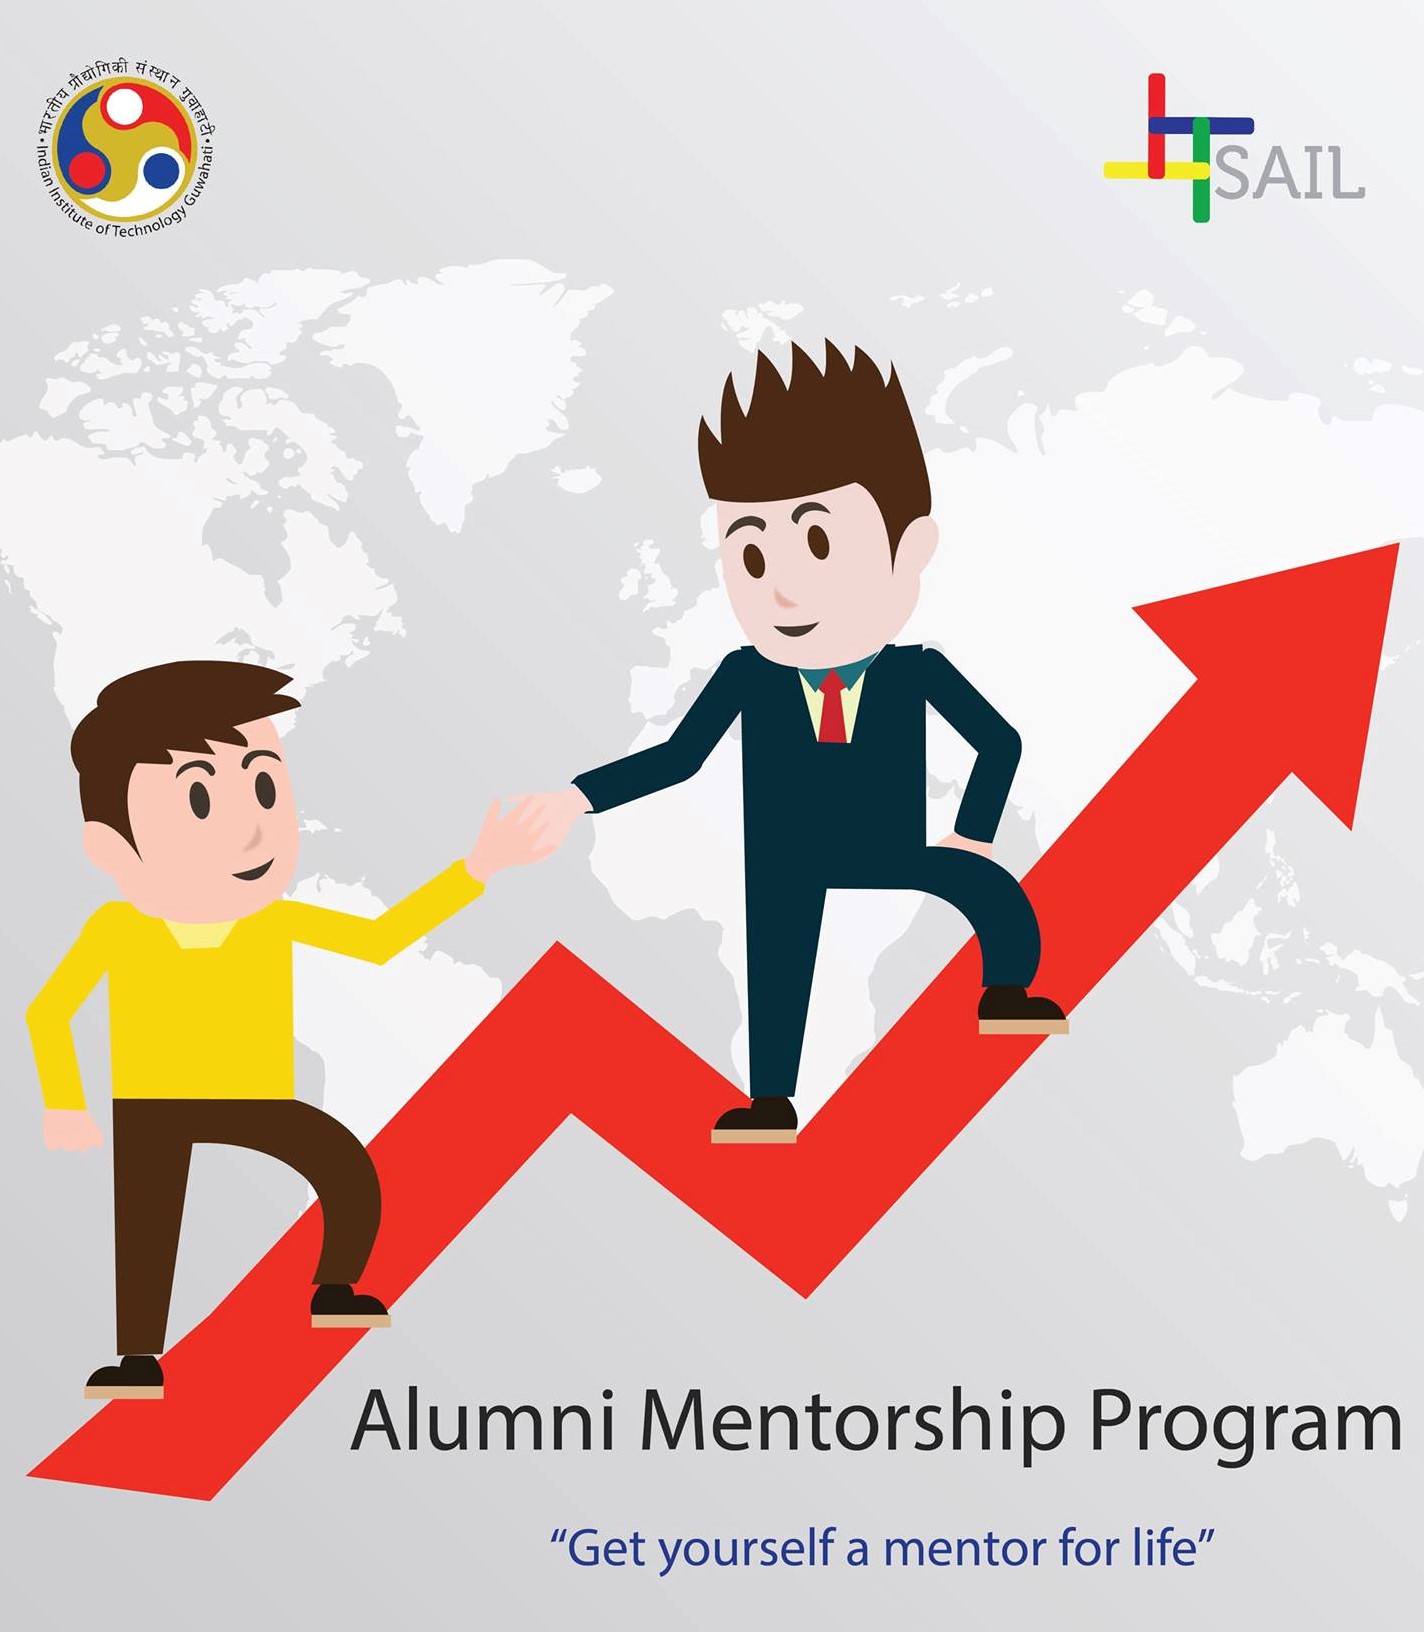 भारतीय प्रौद्योगिकी संस्थान गुवाहाटी
Indian Institute of Technology Guwahati
SAIL
Alumni Mentorship Program
“Get yourself a mentor for life”